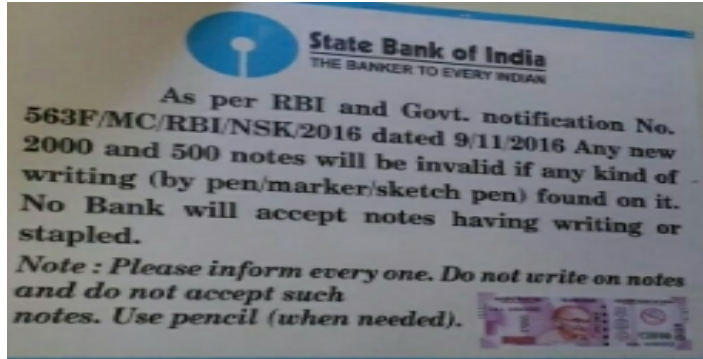 State Bank of India
THE BANKER TO EVERY INDIAN
As per RBI and Govt. notification No.
563F/MC/RBI/NSK/2016 dated 9/11/2016 Any new
2000 and 500 notes will be invalid if any kind of
writing (by pen/marker/sketch pen) found on it.
No Bank will accept notes having writing or
stapled.
Note : Please inform every one. Do not write on notes
and do not accept such
notes. Use pencil (when needed).